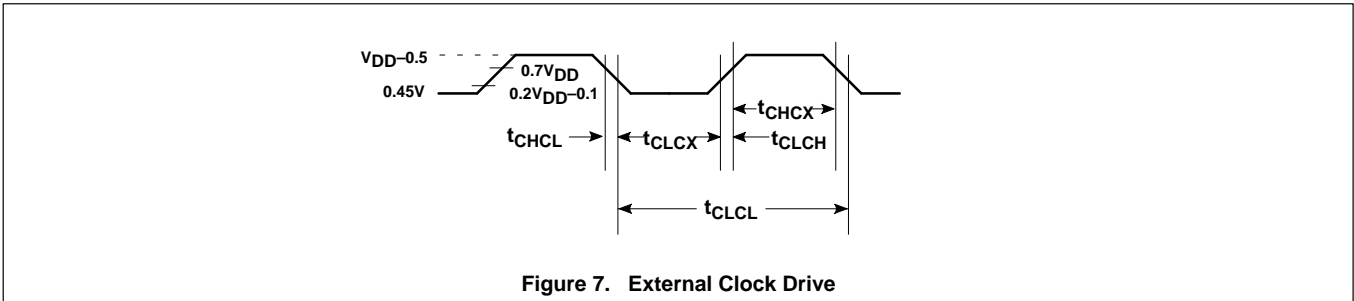 VDD–0.5
0.7VDD
0.45V
0.2VDD–0.1
tCHCX
tCHCL
tCLCX
tCLCH
tCLCL
Figure 7. External Clock Drive